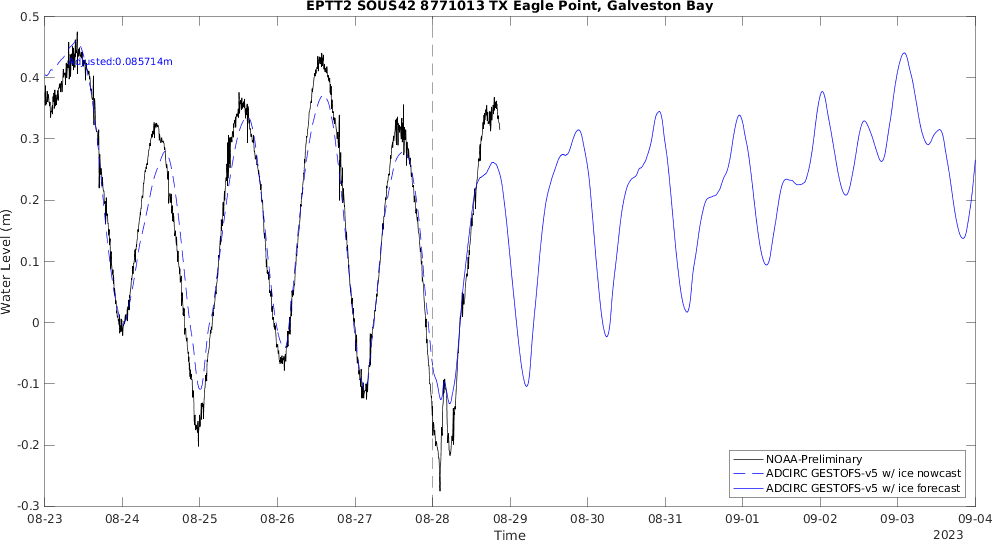 EPTT2 SOUS42 8771013 TX Eagle Point, Galveston Bay
0.5
0.4
0.3
0.2
0.1
0
-0.1
-0.2
-0.3
Water Level (m)
adjusted:0.085714m
NOAA-Preliminary
ADCIRC GESTOFS-v5 w/ ice nowcast
ADCIRC GESTOFS-v5 w/ ice forecast
08-23 08-24 08-25 08-26 08-27 08-28 08-29 08-30 08-31 09-01 09-02 09-03 09-04
Time
2023